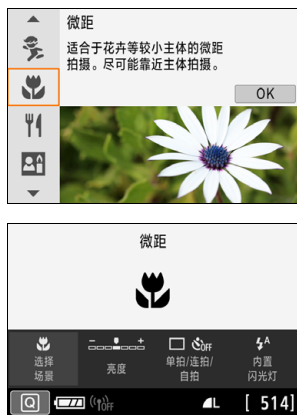 微距
适合于花卉等较小主体的微距
拍摄。尽可能靠近主体拍摄。
OK
微距
OFF
A
选择
场景
亮度
单拍/连拍/
自拍
内置
闪光灯
Q
OFF
L
[ 514]